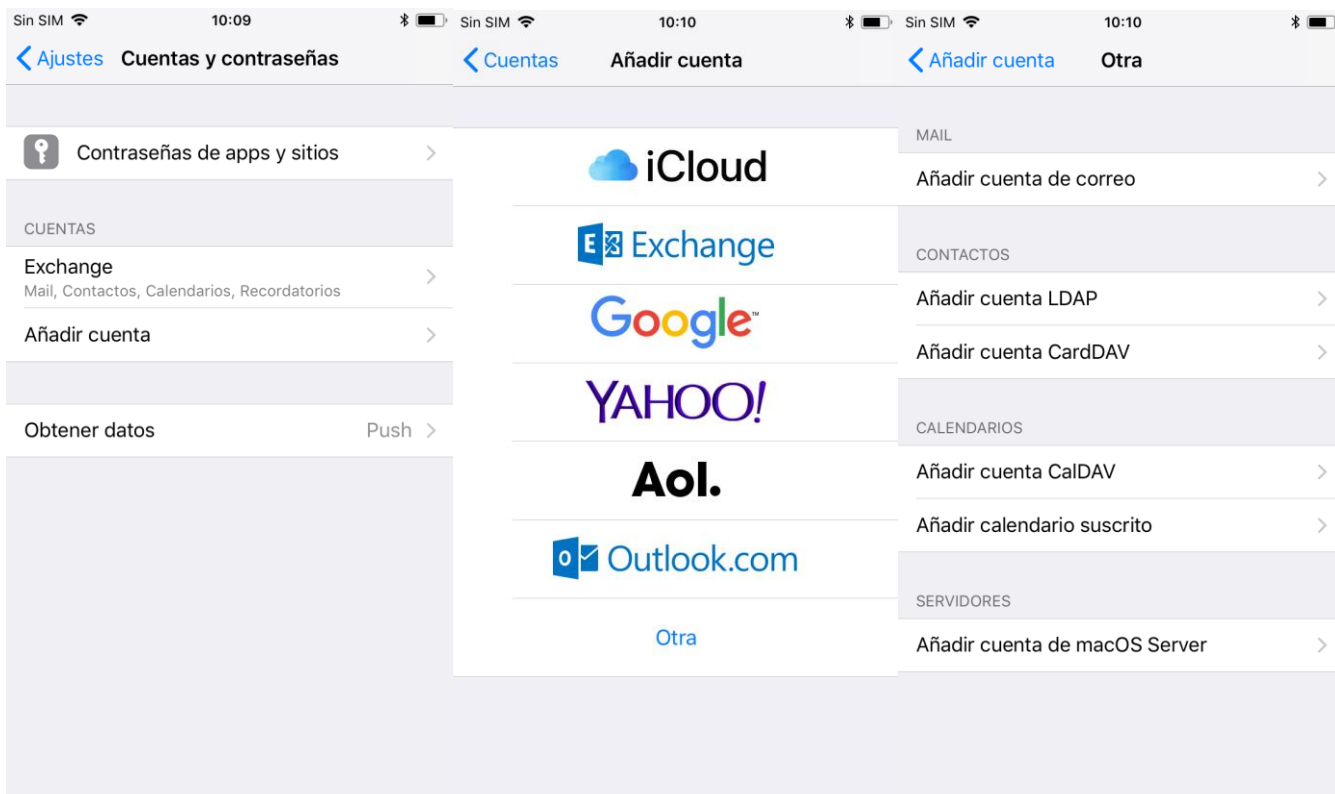 Sin SIM 10:09
Ajustes Cuentas y contraseñas
Contraseñas de apps y sitios
CUENTAS
Exchange
Mail, Contactos, Calendarios, Recordatorios
Añadir cuenta
Obtener datos Push
Sin SIM 10:10
Cuentas Añadir cuenta
iCloud
E Exchange
Google™
YAHOO!
Aol.
o Outlook.com
Otra
Sin SIM 10:10
Añadir cuenta Otra
MAIL
Añadir cuenta de correo
CONTACTOS
Añadir cuenta LDAP
Añadir cuenta CardDAV
CALENDARIOS
Añadir cuenta CalDAV
Añadir calendario suscrito
SERVIDORES
Añadir cuenta de macOS Server